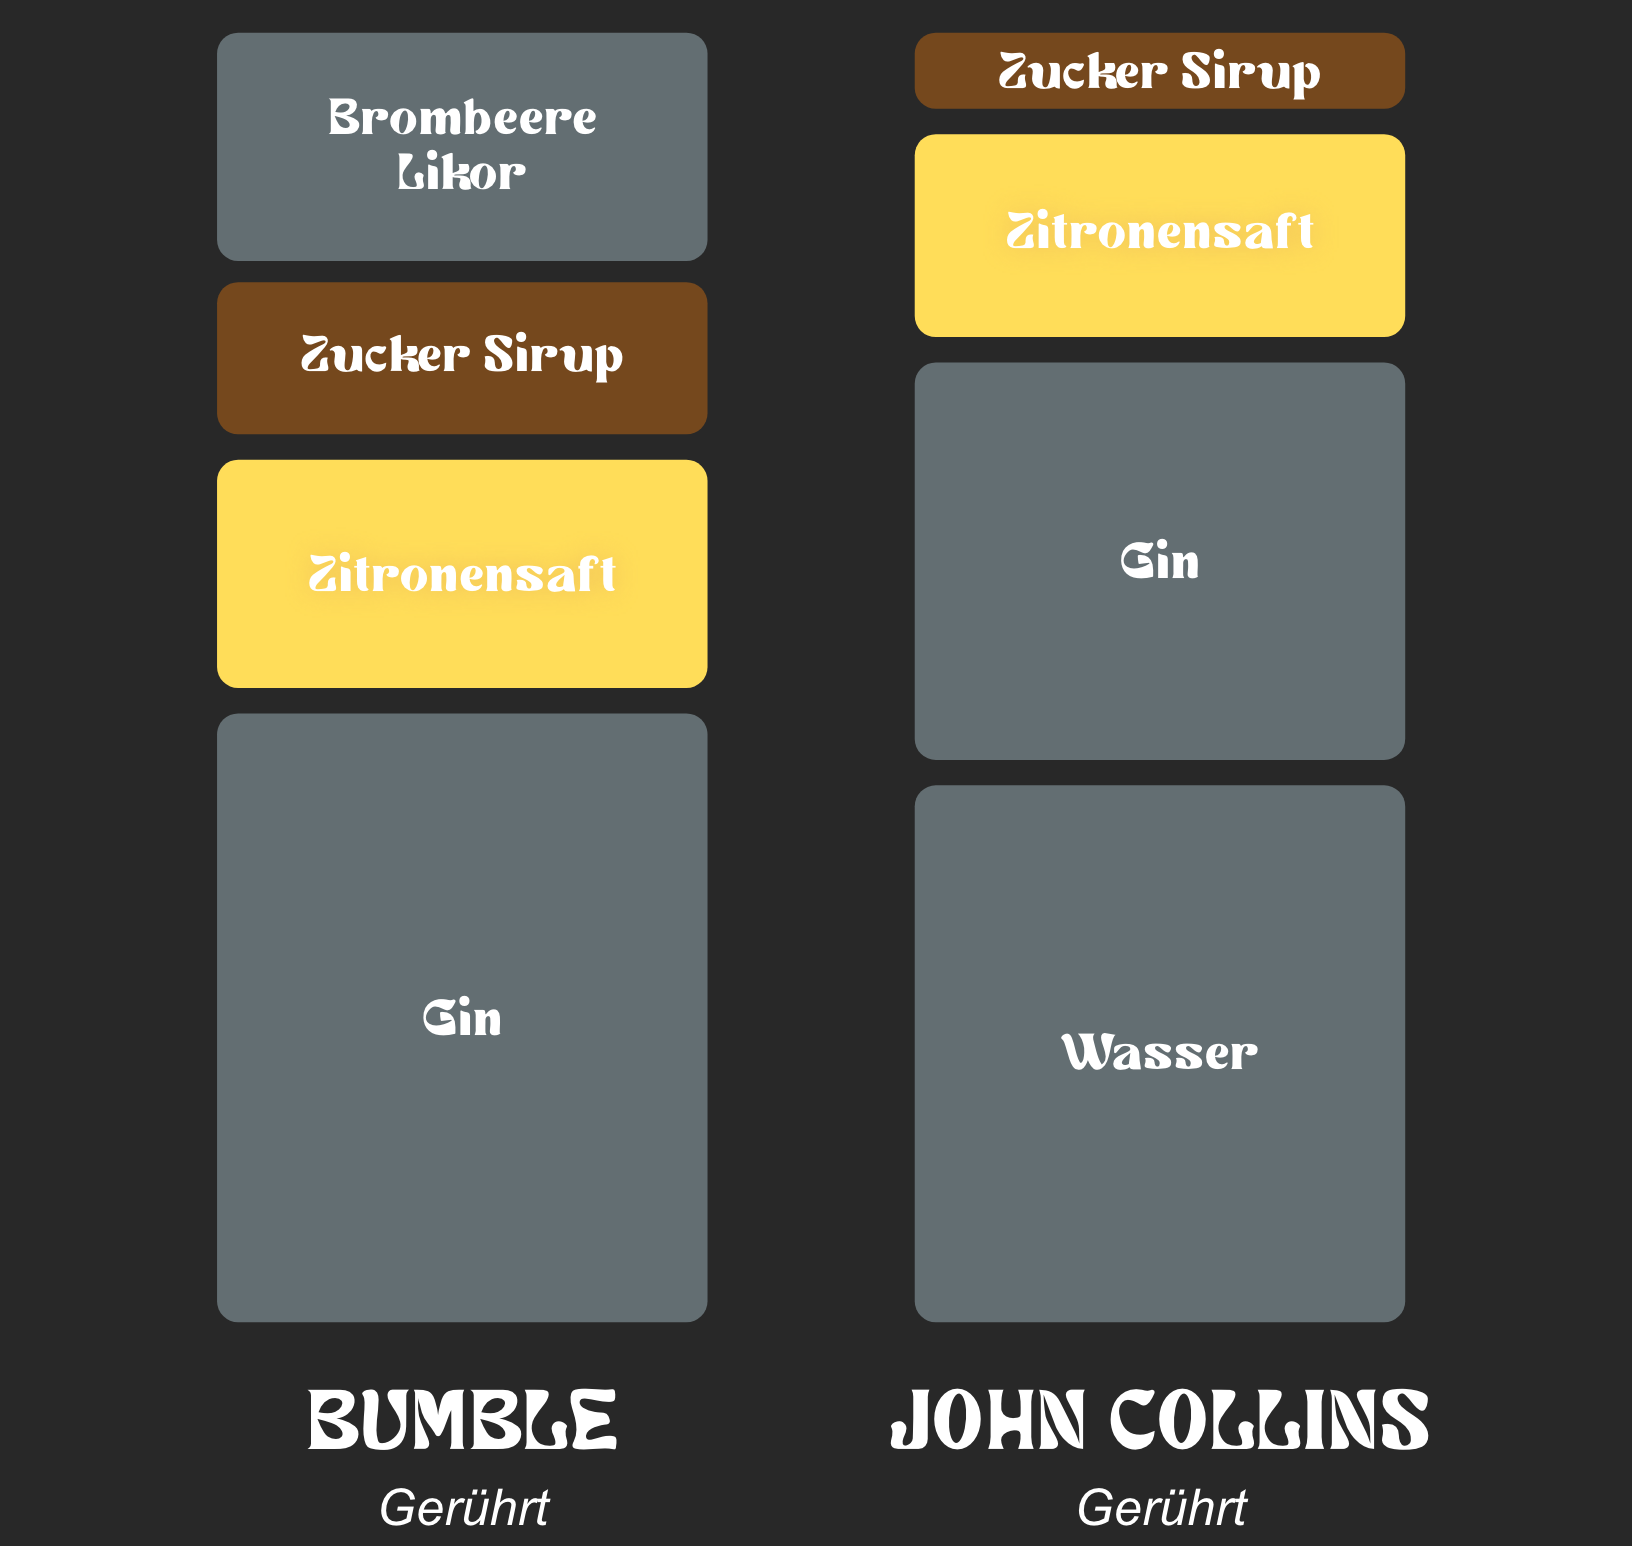 Brombeere
Likor
Zucker Sirup
Zitronensaft
Gin
BUMBLE
Gerührt
Zucker Sirup
Zitronensaft
Gin
Wasser
JOHN COLLINS
Gerührt